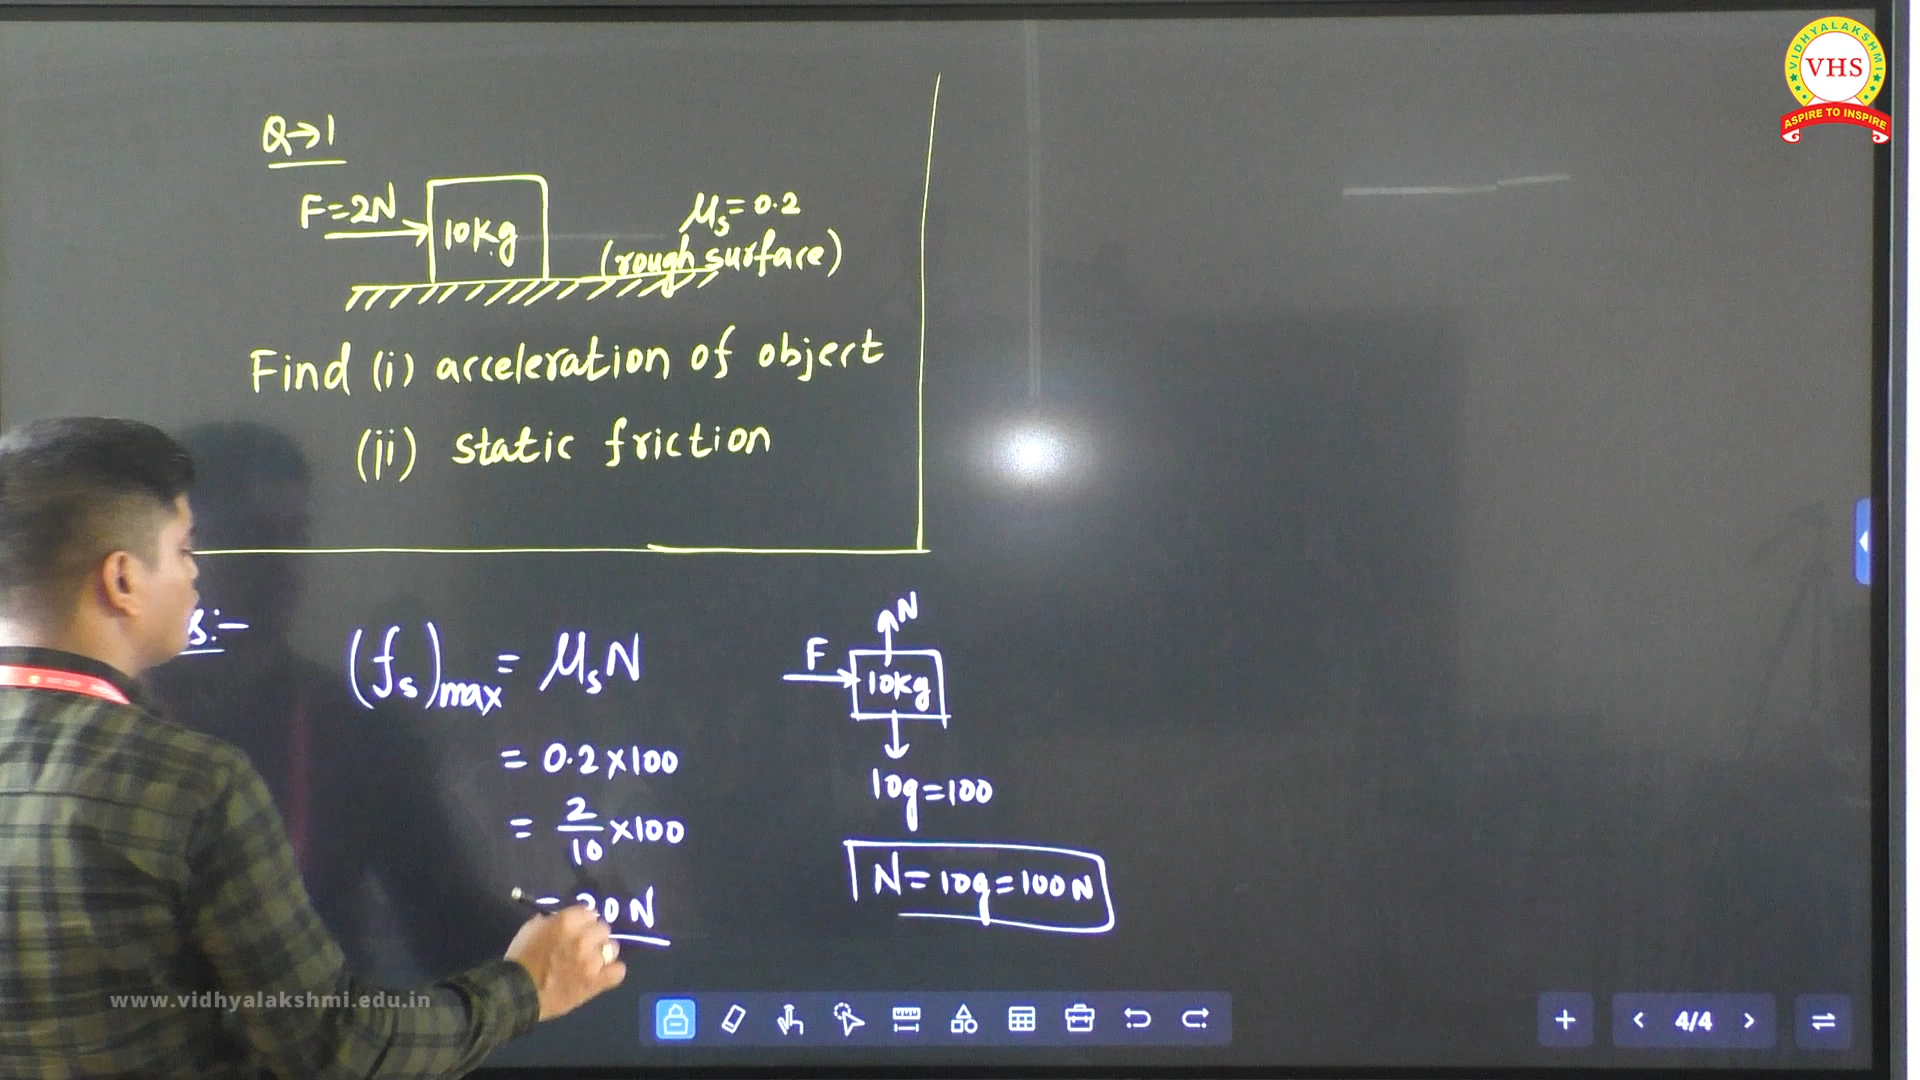 Q→1
F=2N
10Kg
μs=0.2
(rough surface)
Find (i) acceleration of object
(ii) static friction
s:-
(fs)max = μsN
= 0.2×100
= 2/10 ×100
= 20 N
N
F
10Kg
10g=100
N=10g=100N
4/4
VIDHYALAKSHMI
VHS
ASPIRE TO INSPIRE
www.vidhyalakshmi.edu.in